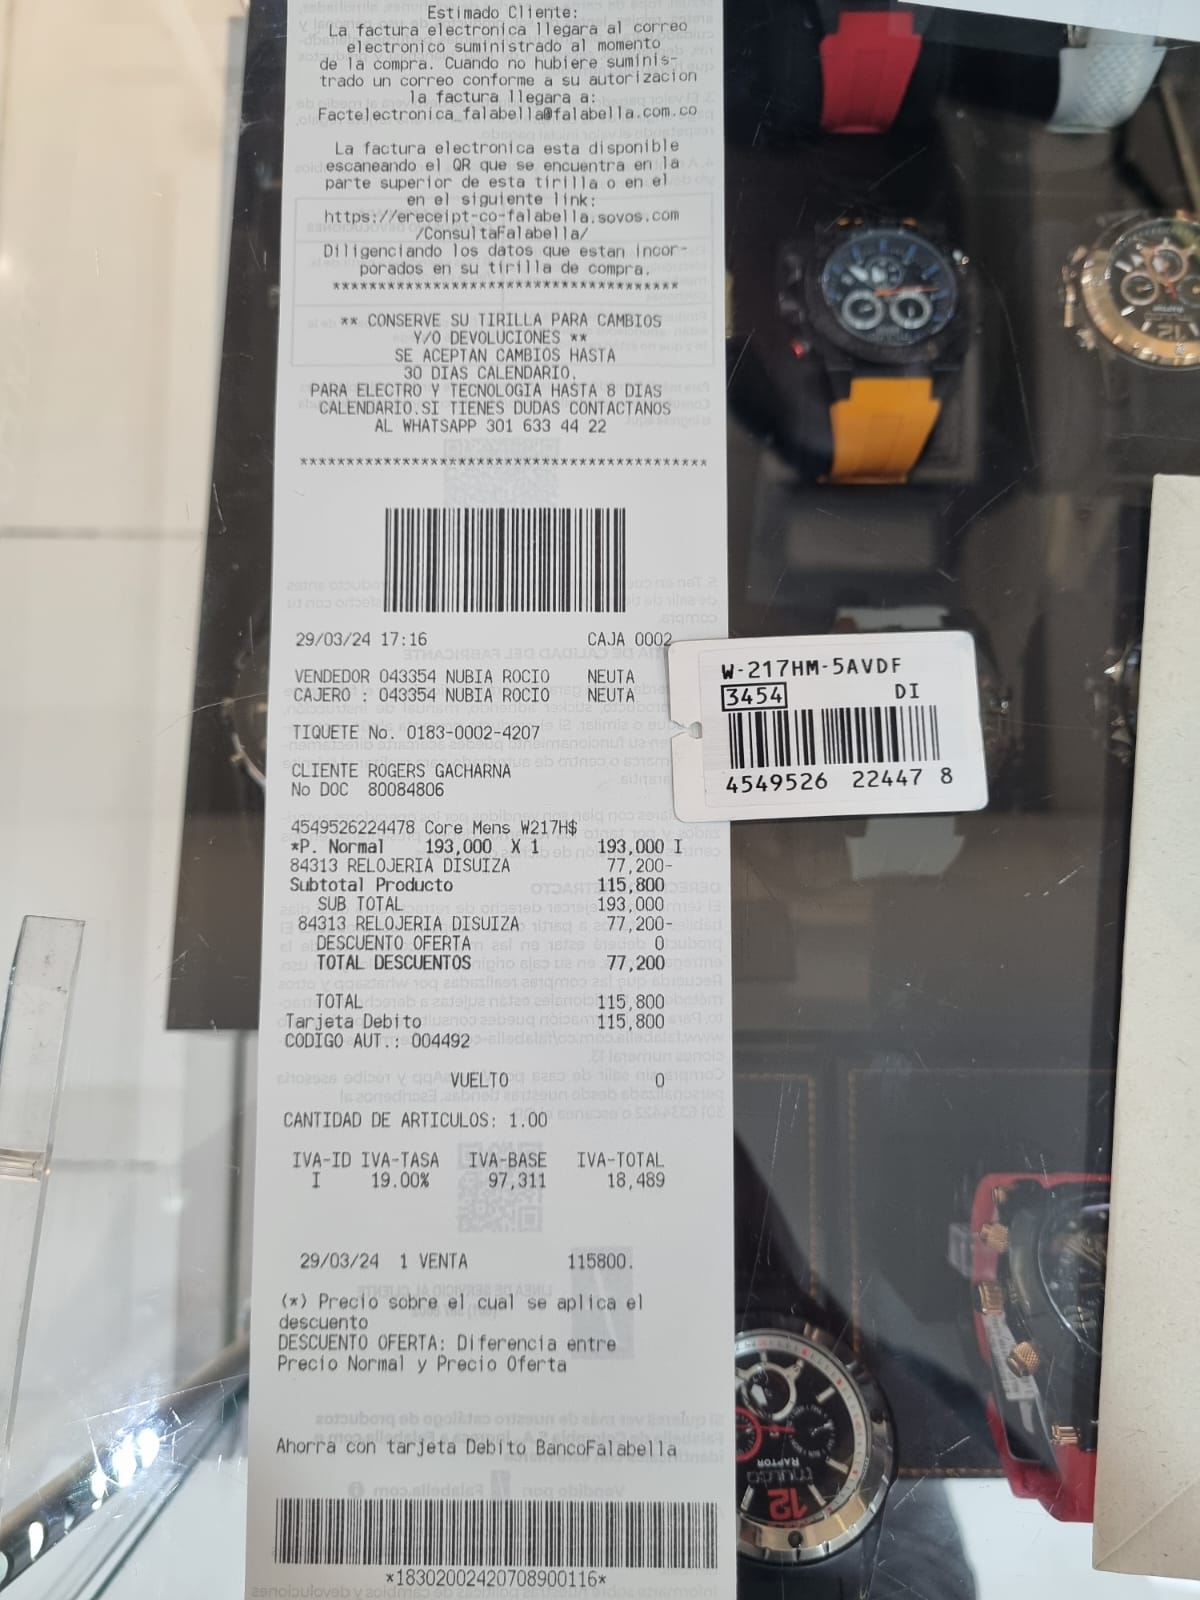 Estimado Cliente:
La factura electronica llegara al correo
electronico suministrado al momento
de la compra. Cuando no hubiere suminis-
trado un correo conforme a su autorizacion
la factura llegara a:
Factelectronica_falabella@falabella.com.co
La factura electronica esta disponible
escaneando el QR que se encuentra en la
parte superior de esta tirilla o en el
en el siguiente link:
https://ereceipt-co-falabella.sovos.com
/ConsultaFalabella/
Diligenciando los datos que estan incor-
porados en su tirilla de compra.
**************************************
** CONSERVE SU TIRILLA PARA CAMBIOS
Y/O DEVOLUCIONES **
SE ACEPTAN CAMBIOS HASTA
30 DIAS CALENDARIO.
PARA ELECTRO Y TECNOLOGIA HASTA 8 DIAS
CALENDARIO.SI TIENES DUDAS CONTACTANOS
AL WHATSAPP 301 633 44 22
******************************************
29/03/24 17:16 CAJA 0002
VENDEDOR 043354 NUBIA ROCIO NEUTA
CAJERO : 043354 NUBIA ROCIO NEUTA
TIQUETE No. 0183-0002-4207
CLIENTE ROGERS GACHARNA
No DOC 80084806
4549526224478 Core Mens W217H$
*P. Normal 193,000 X 1 193,000 I
84313 RELOJERIA DISUIZA 77,200-
Subtotal Producto 115,800
SUB TOTAL 193,000
84313 RELOJERIA DISUIZA 77,200-
DESCUENTO OFERTA 0
TOTAL DESCUENTOS 77,200
TOTAL 115,800
Tarjeta Debito 115,800
CODIGO AUT.: 004492
VUELTO 0
CANTIDAD DE ARTICULOS: 1.00
IVA-ID IVA-TASA IVA-BASE IVA-TOTAL
I 19.00% 97,311 18,489
29/03/24 1 VENTA 115800.
(*) Precio sobre el cual se aplica el
descuento
DESCUENTO OFERTA: Diferencia entre
Precio Normal y Precio Oferta
Ahorra con tarjeta Debito BancoFalabella
*18302002420708900116*
W-217HM-5AVDF
3454 DI
4549526 22447 8
mulco
RAPTOR
12